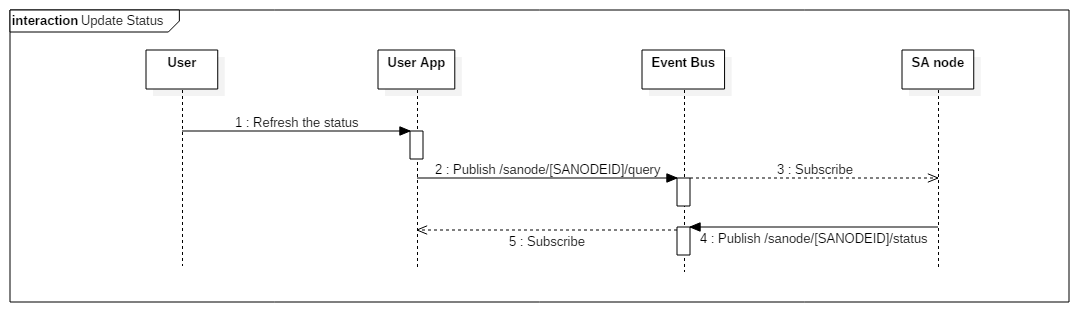 interaction Update Status
User
User App
Event Bus
SA node
1 : Refresh the status
2 : Publish /sanode/[SANODEID]/query
3 : Subscribe
4 : Publish /sanode/[SANODEID]/status
5 : Subscribe